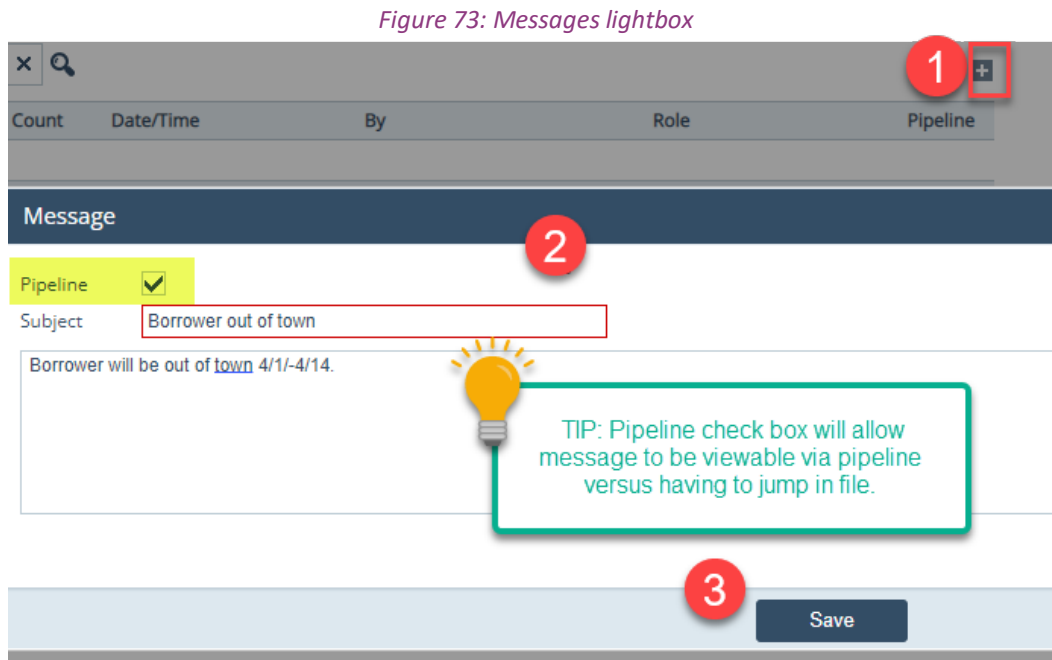 Figure 73: Messages lightbox
1
Count Date/Time By Role Pipeline
Message
2
Pipeline
Subject Borrower out of town
Borrower will be out of town 4/1/-4/14.
TIP: Pipeline check box will allow
message to be viewable via pipeline
versus having to jump in file.
3
Save